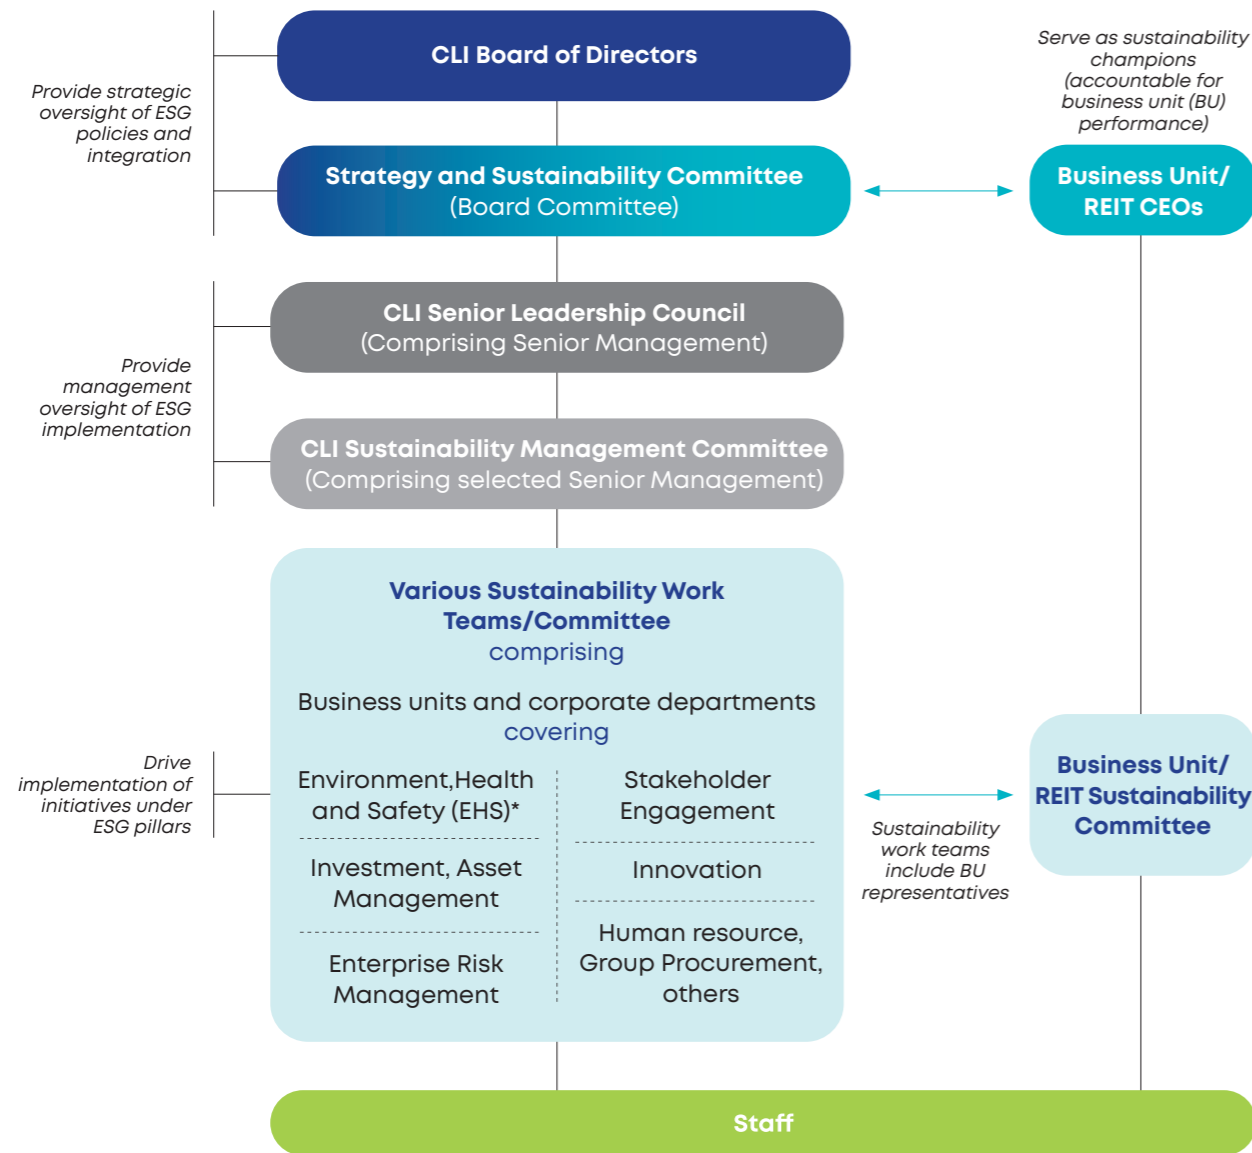 CLI Board of Directors
Provide strategic
oversight of ESG
policies and
integration
Strategy and Sustainability Committee
(Board Committee)
Serve as sustainability
champions
(accountable for
business unit (BU)
performance)
Business Unit/
REIT CEOs
CLI Senior Leadership Council
(Comprising Senior Management)
Provide
management
oversight of ESG
implementation
CLI Sustainability Management Committee
(Comprising selected Senior Management)
Various Sustainability Work
Teams/Committee
comprising
Business units and corporate departments
covering
Drive
implementation of
initiatives under
ESG pillars
Environment,Health
and Safety (EHS)*
Investment, Asset
Management
Enterprise Risk
Management
Stakeholder
Engagement
Innovation
Human resource,
Group Procurement,
others
Sustainability
work teams
include BU
representatives
Business Unit/
REIT Sustainability
Committee
Staff